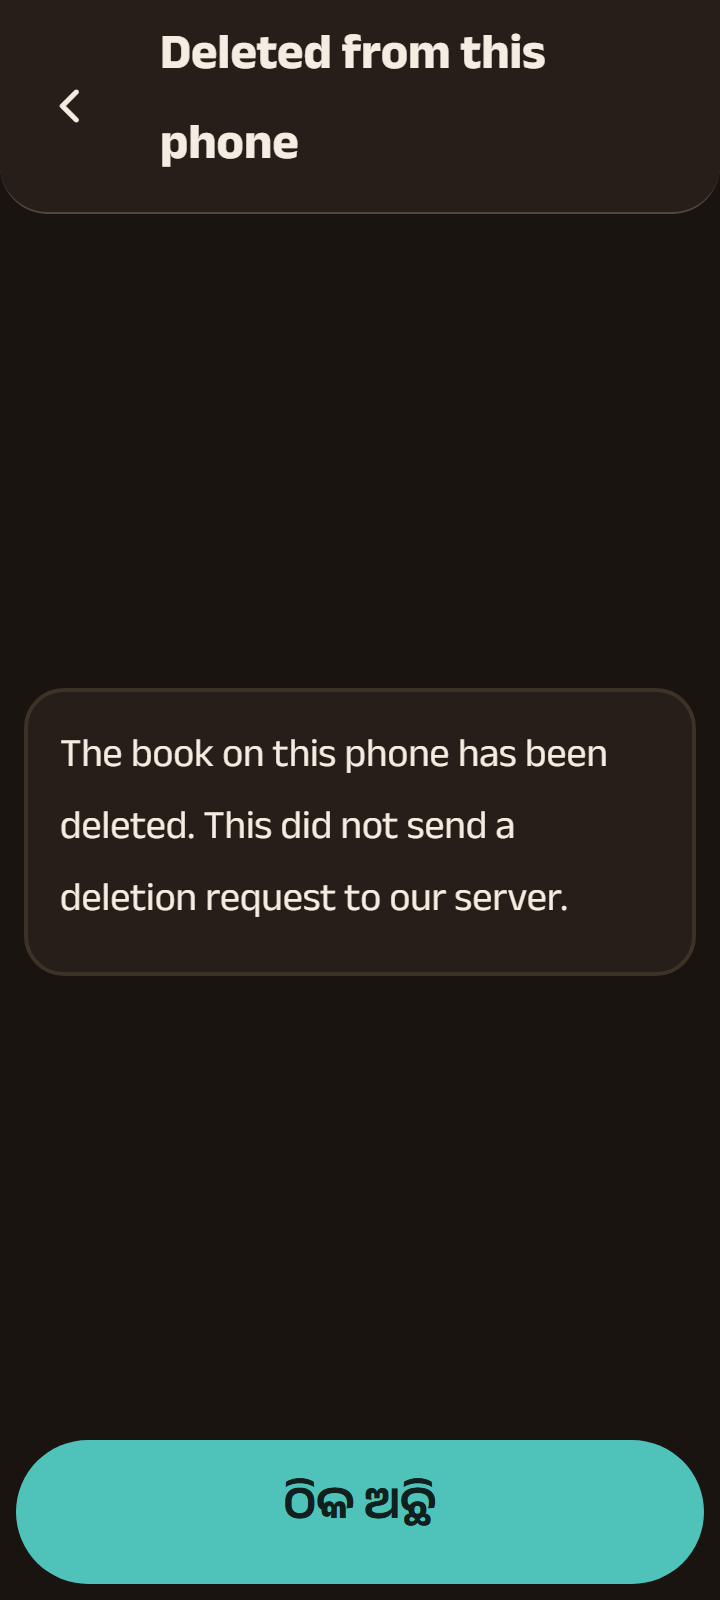 Deleted from this
phone
The book on this phone has been
deleted. This did not send a
deletion request to our server.
ଠିକ ଅଛି